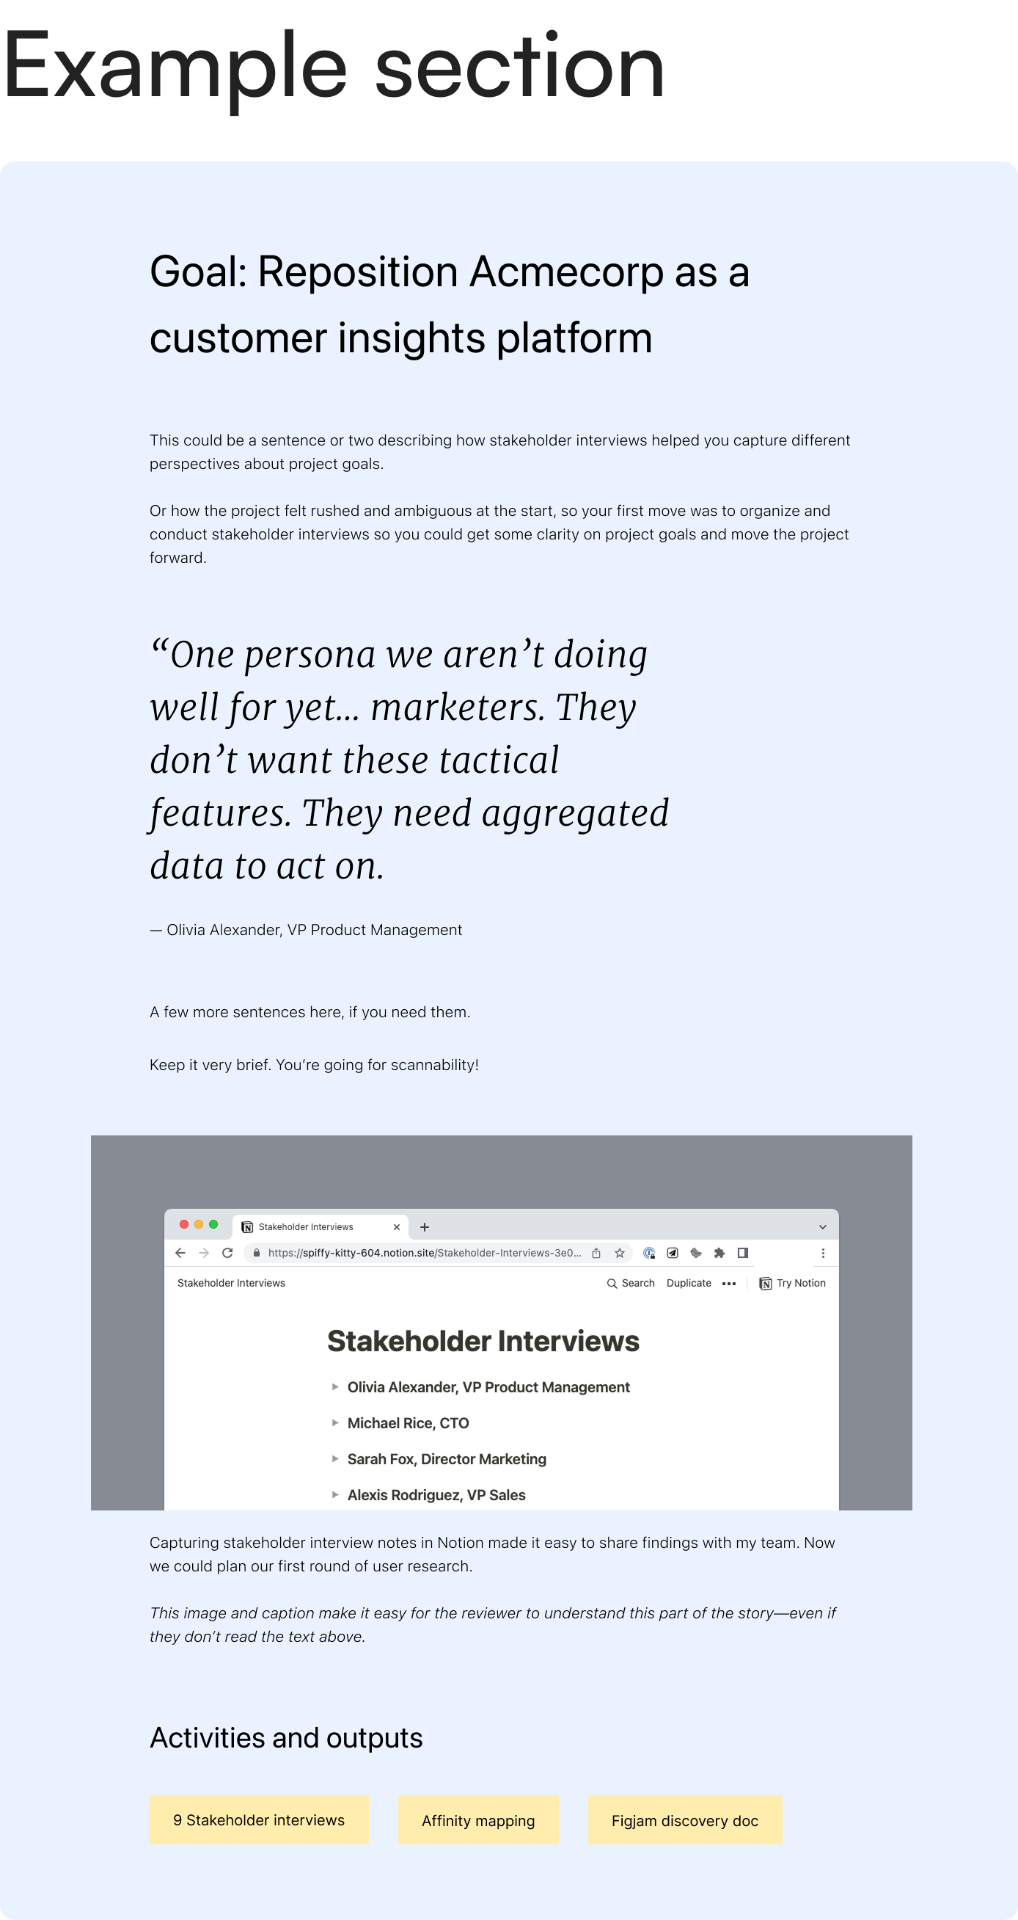 Example section
Goal: Reposition Acmecorp as a
customer insights platform
This could be a sentence or two describing how stakeholder interviews helped you capture different
perspectives about project goals.
Or how the project felt rushed and ambiguous at the start, so your first move was to organize and
conduct stakeholder interviews so you could get some clarity on project goals and move the project
forward.
“One persona we aren’t doing
well for yet... marketers. They
don’t want these tactical
features. They need aggregated
data to act on.
— Olivia Alexander, VP Product Management
A few more sentences here, if you need them.
Keep it very brief. You’re going for scannability!
Stakeholder Interviews
https://spiffy-kitty-604.notion.site/Stakeholder-Interviews-3e0...
Stakeholder Interviews Search Duplicate ••• Try Notion
Stakeholder Interviews
Olivia Alexander, VP Product Management
Michael Rice, CTO
Sarah Fox, Director Marketing
Alexis Rodriguez, VP Sales
Capturing stakeholder interview notes in Notion made it easy to share findings with my team. Now
we could plan our first round of user research.
This image and caption make it easy for the reviewer to understand this part of the story—even if
they don’t read the text above.
Activities and outputs
9 Stakeholder interviews Affinity mapping Figjam discovery doc